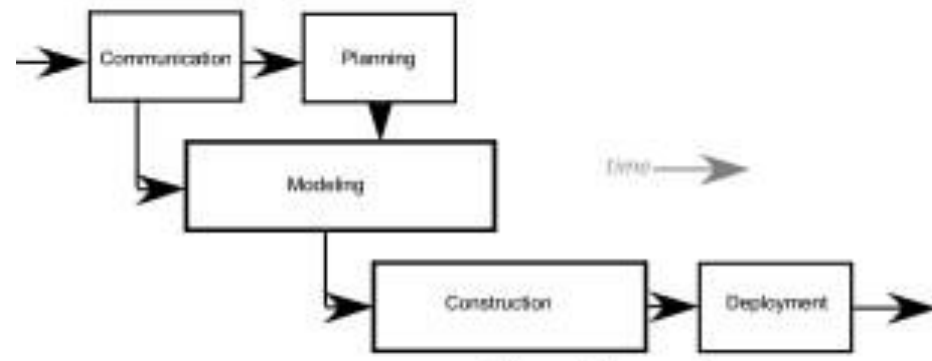 Communication
Planning
Modeling
time
Construction
Deployment